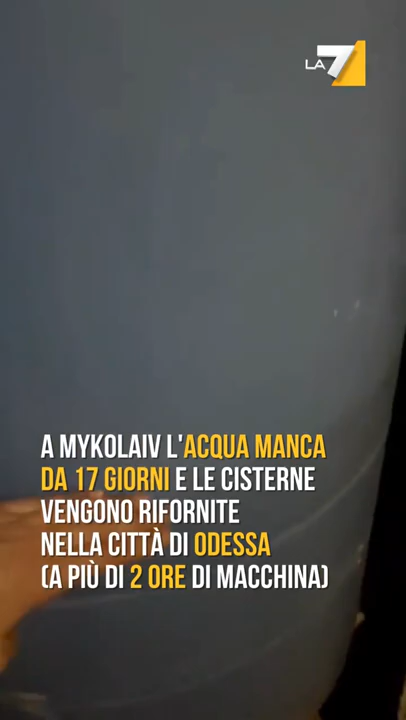 LA7
A MYKOLAIV L'ACQUA MANCA
DA 17 GIORNI E LE CISTERNE
VENGONO RIFORNITE
NELLA CITTÀ DI ODESSA
(A PIÙ DI 2 ORE DI MACCHINA)